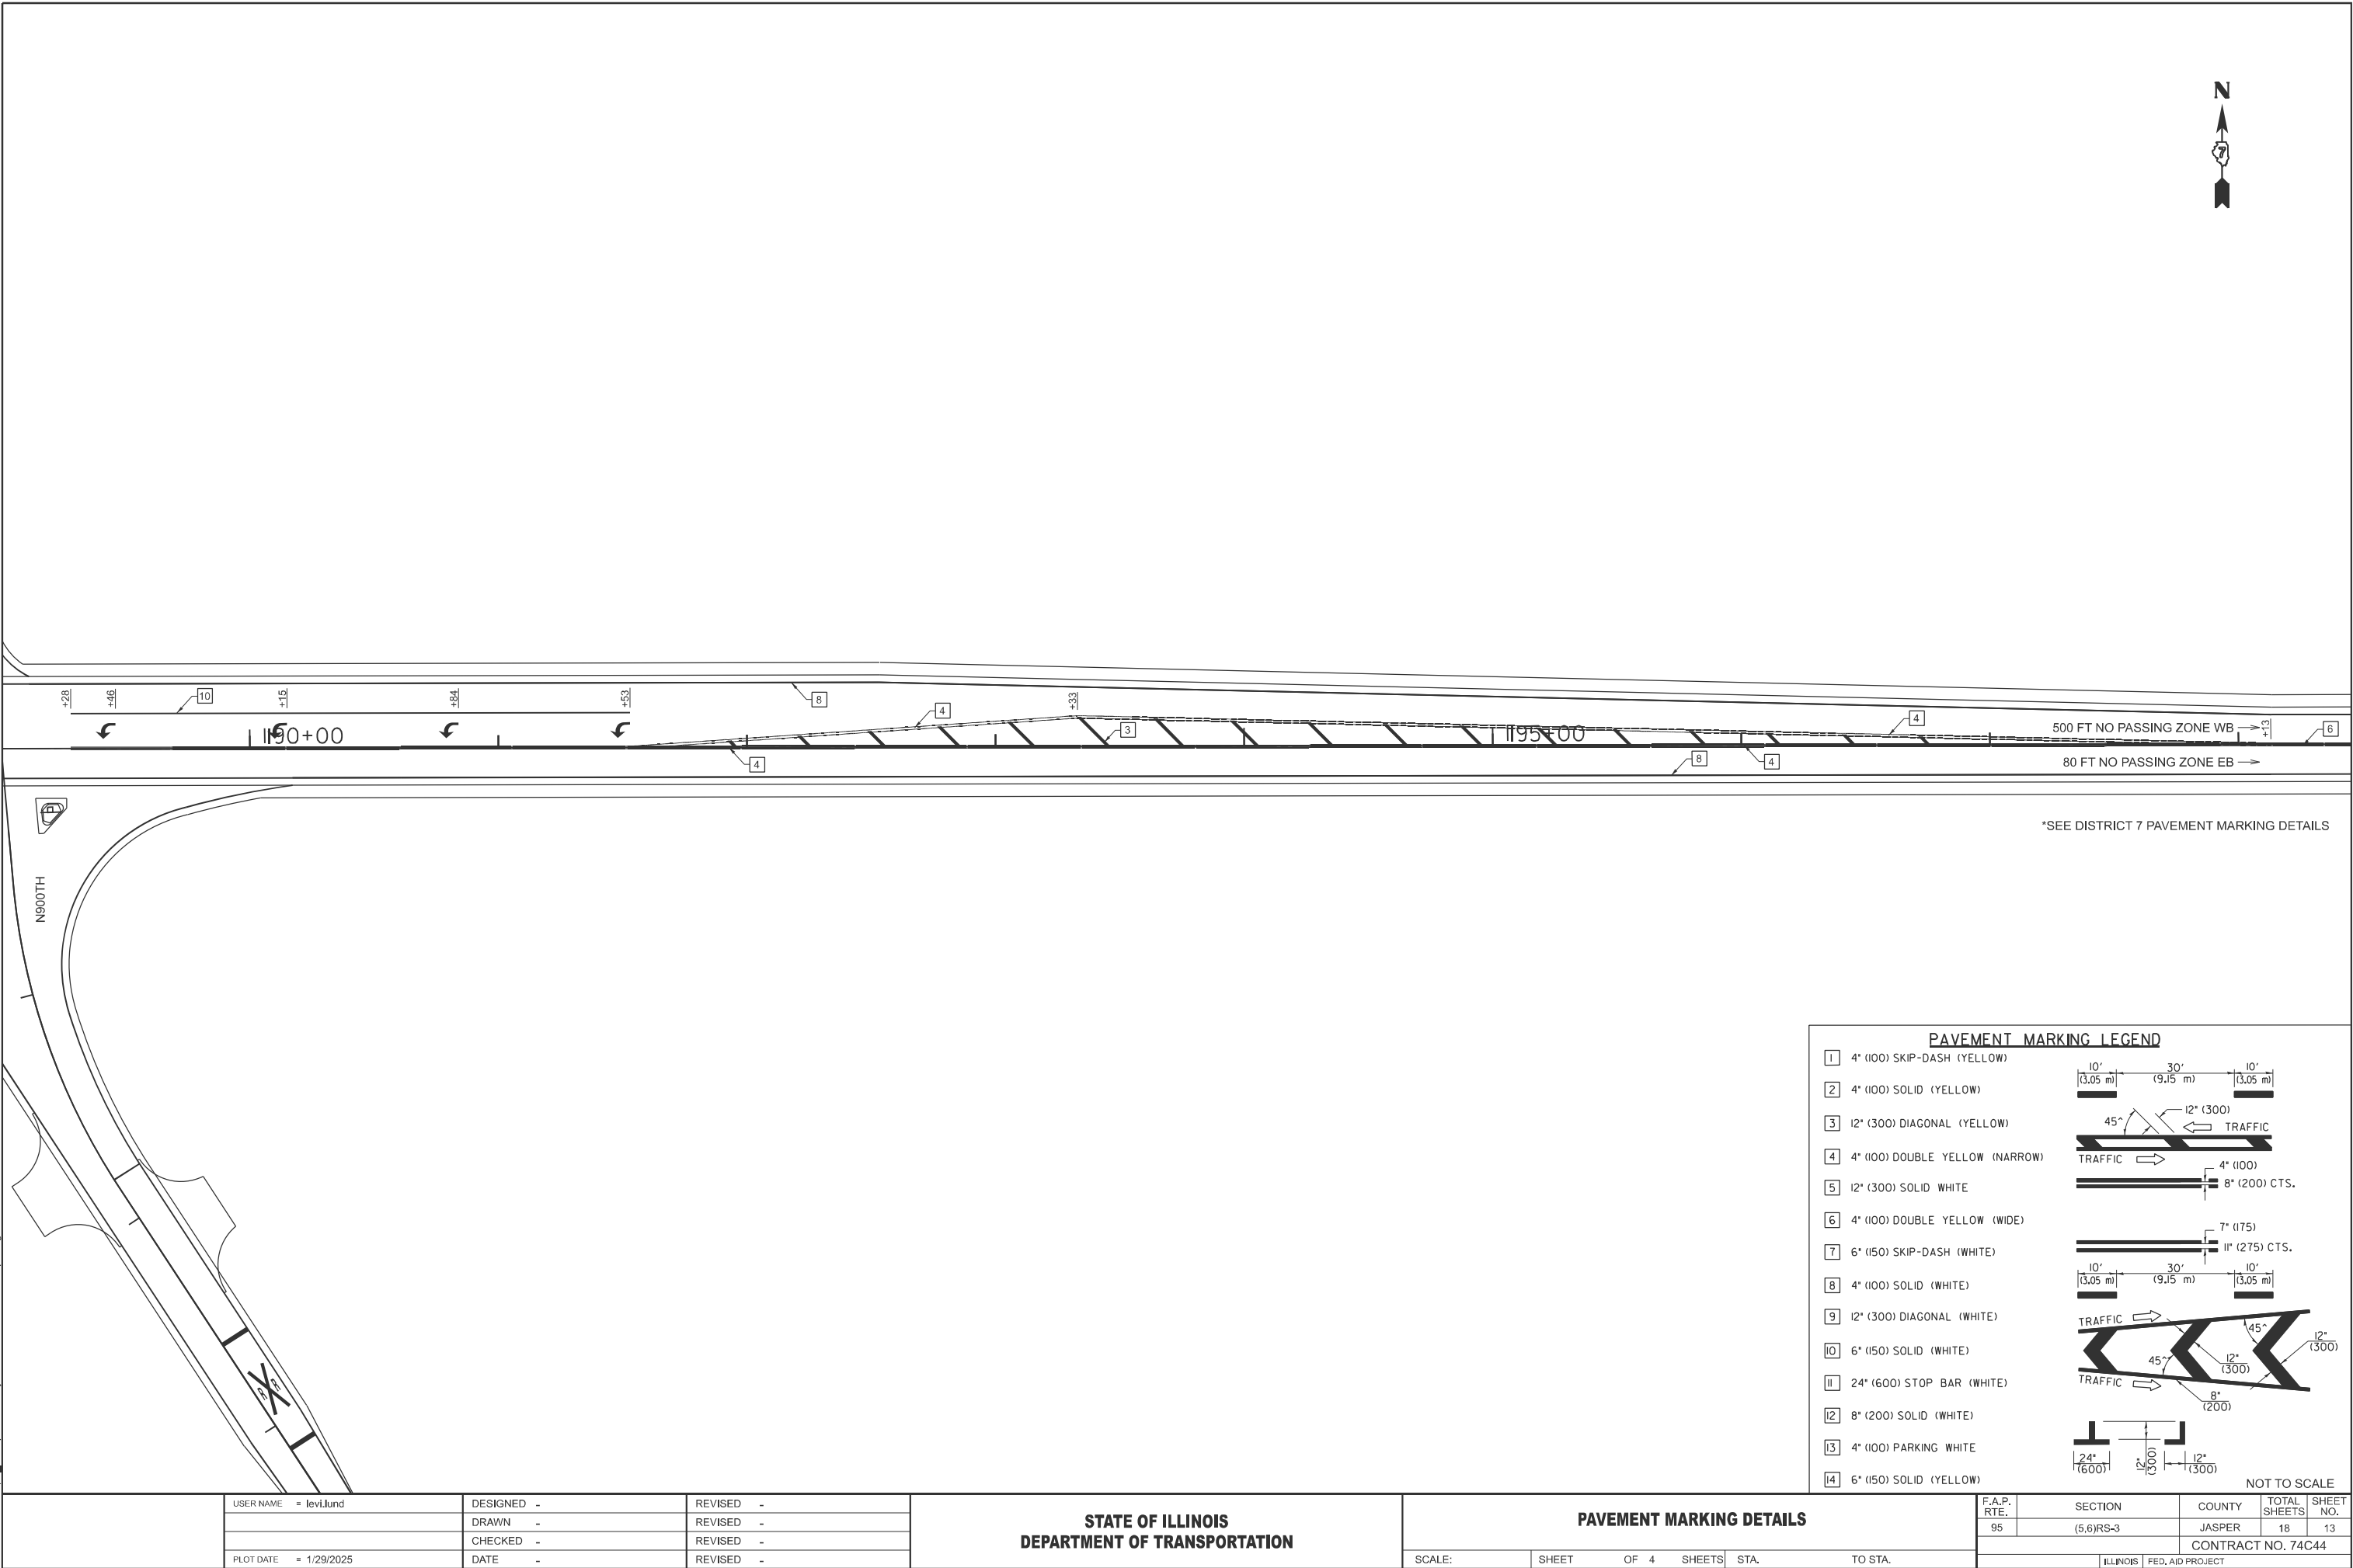 N
7
+28
+46
10
+15
+84
+53
8
4
+33
3
4
500 FT NO PASSING ZONE WB
+13
6
1190+00
1195+00
4
8
4
80 FT NO PASSING ZONE EB
*SEE DISTRICT 7 PAVEMENT MARKING DETAILS
N900TH
R R
PAVEMENT MARKING LEGEND
1 4" (100) SKIP-DASH (YELLOW)
10' 30' 10'
(3.05 m) (9.15 m) (3.05 m)
2 4" (100) SOLID (YELLOW)
3 12" (300) DIAGONAL (YELLOW)
45^ 12" (300)
TRAFFIC
TRAFFIC
4 4" (100) DOUBLE YELLOW (NARROW)
4" (100)
8" (200) CTS.
5 12" (300) SOLID WHITE
6 4" (100) DOUBLE YELLOW (WIDE)
7" (175)
11" (275) CTS.
7 6" (150) SKIP-DASH (WHITE)
10' 30' 10'
(3.05 m) (9.15 m) (3.05 m)
8 4" (100) SOLID (WHITE)
9 12" (300) DIAGONAL (WHITE)
TRAFFIC
45^
12"
(300)
45^
12"
(300)
TRAFFIC
8"
(200)
10 6" (150) SOLID (WHITE)
11 24" (600) STOP BAR (WHITE)
12 8" (200) SOLID (WHITE)
13 4" (100) PARKING WHITE
24"
(600)
12"
(300)
12"
(300)
14 6" (150) SOLID (YELLOW)
NOT TO SCALE
USER NAME = levi.lund
PLOT DATE = 1/29/2025
DESIGNED -
DRAWN -
CHECKED -
DATE -
REVISED -
REVISED -
REVISED -
REVISED -
STATE OF ILLINOIS
DEPARTMENT OF TRANSPORTATION
PAVEMENT MARKING DETAILS
SCALE: SHEET OF 4 SHEETS STA. TO STA.
F.A.P. RTE. SECTION COUNTY TOTAL SHEETS SHEET NO.
95 (5,6)RS-3 JASPER 18 13
CONTRACT NO. 74C44
ILLINOIS FED. AID PROJECT